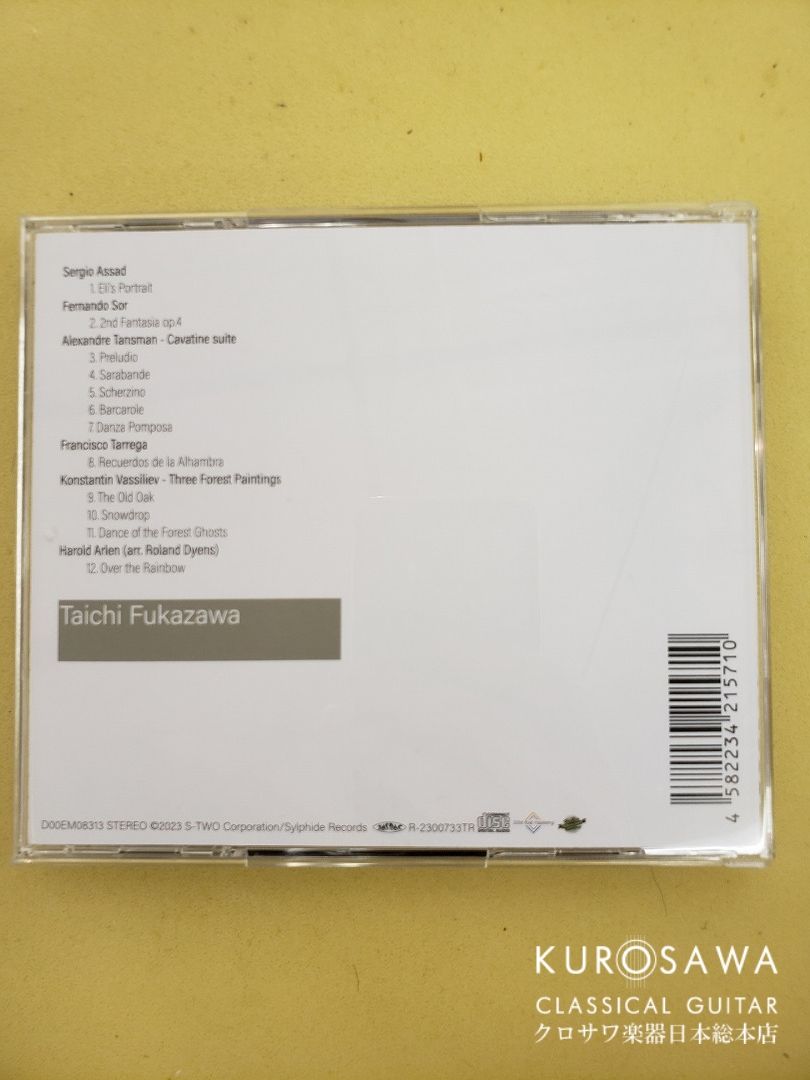 Sergio Assad
1. Eli's Portrait
Fernando Sor
2. 2nd Fantasia op.4
Alexandre Tansman - Cavatine suite
3. Preludio
4. Sarabande
5. Scherzino
6. Barcarole
7. Danza Pomposa
Francisco Tarrega
8. Recuerdos de la Alhambra
Konstantin Vassiliev - Three Forest Paintings
9. The Old Oak
10. Snowdrop
11. Dance of the Forest Ghosts
Harold Arlen (arr. Roland Dyens)
12. Over the Rainbow
Taichi Fukazawa
4 582234 215710
D00EM08313 STEREO ©2023 S-TWO Corporation/Sylphide Records
R-2300733TR
disc
DIGITAL AUDIO
KUROSAWA
CLASSICAL GUITAR
クロサワ楽器日本総本店